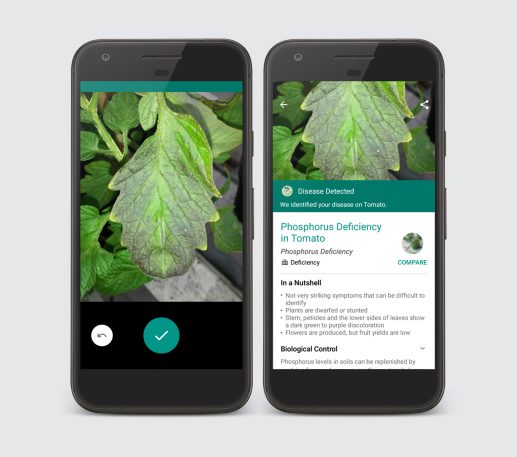 Disease Detected
We identified your disease on Tomato.
Phosphorus Deficiency
in Tomato
Phosphorus Deficiency
Deficiency
COMPARE
In a Nutshell
• Not very striking symptoms that can be difficult to
identify
• Plants are dwarfed or stunted
• Stem, petioles and the lower sides of leaves show
a dark green to purple discoloration
• Flowers are produced, but fruit yields are low
Biological Control
Phosphorus levels in soils can be replenished by